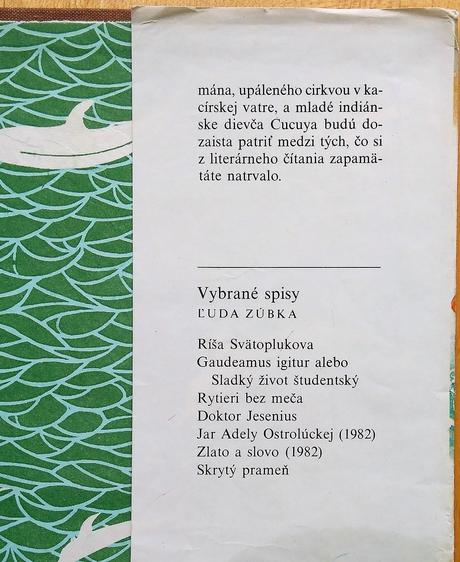 mána, upáleného cirkvou v ka-
círskej vatre, a mladé indián-
ske dievča Cucuya budú do-
zaista patriť medzi tých, čo si
z literárneho čítania zapamä-
táte natrvalo.
Vybrané spisy
ĽUDA ZÚBKA
Ríša Svätoplukova
Gaudeamus igitur alebo
Sladký život študentský
Rytieri bez meča
Doktor Jesenius
Jar Adely Ostrolúckej (1982)
Zlato a slovo (1982)
Skrytý prameň